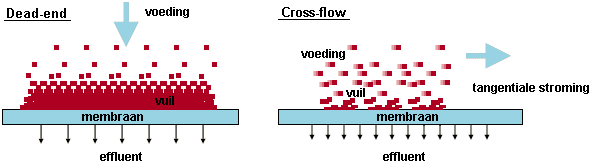 Dead-end
voeding
vuil
membraan
effluent
Cross-flow
voeding
vuil
tangentiale stroming
membraan
effluent